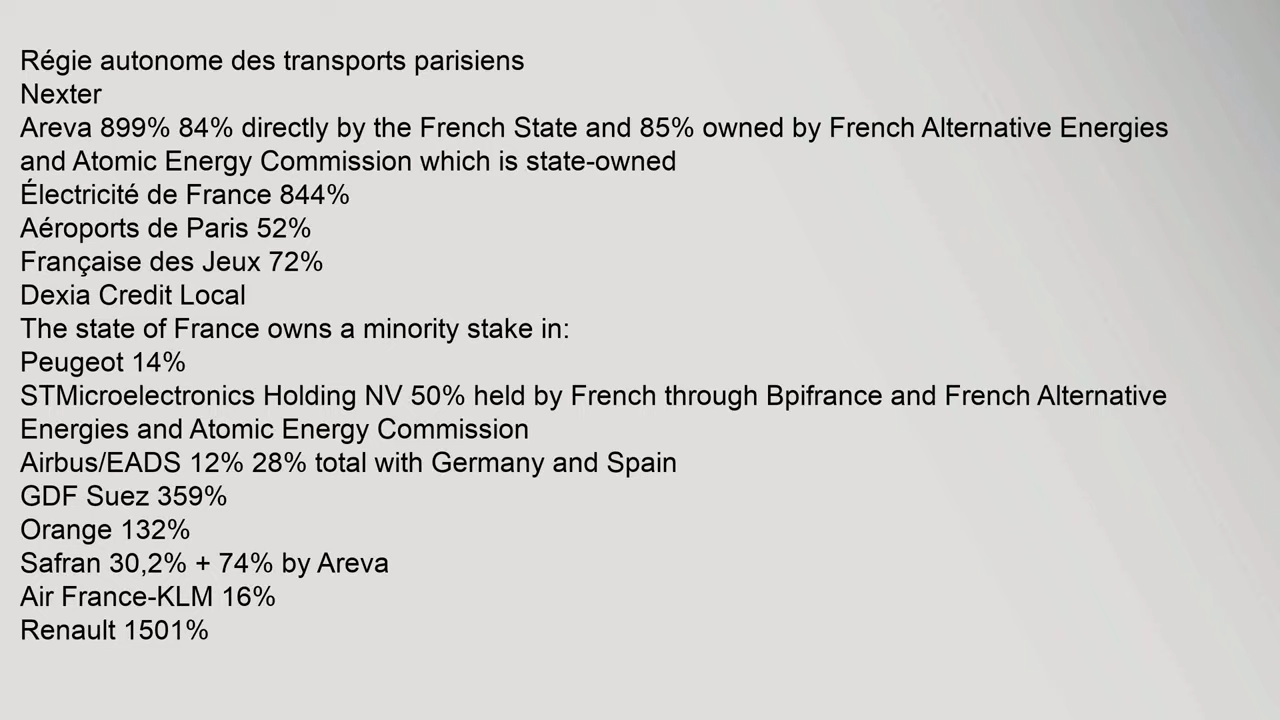 Régie autonome des transports parisiens
Nexter
Areva 899% 84% directly by the French State and 85% owned by French Alternative Energies
and Atomic Energy Commission which is state-owned
Électricité de France 844%
Aéroports de Paris 52%
Française des Jeux 72%
Dexia Credit Local
The state of France owns a minority stake in:
Peugeot 14%
STMicroelectronics Holding NV 50% held by French through Bpifrance and French Alternative
Energies and Atomic Energy Commission
Airbus/EADS 12% 28% total with Germany and Spain
GDF Suez 359%
Orange 132%
Safran 30,2% + 74% by Areva
Air France-KLM 16%
Renault 1501%